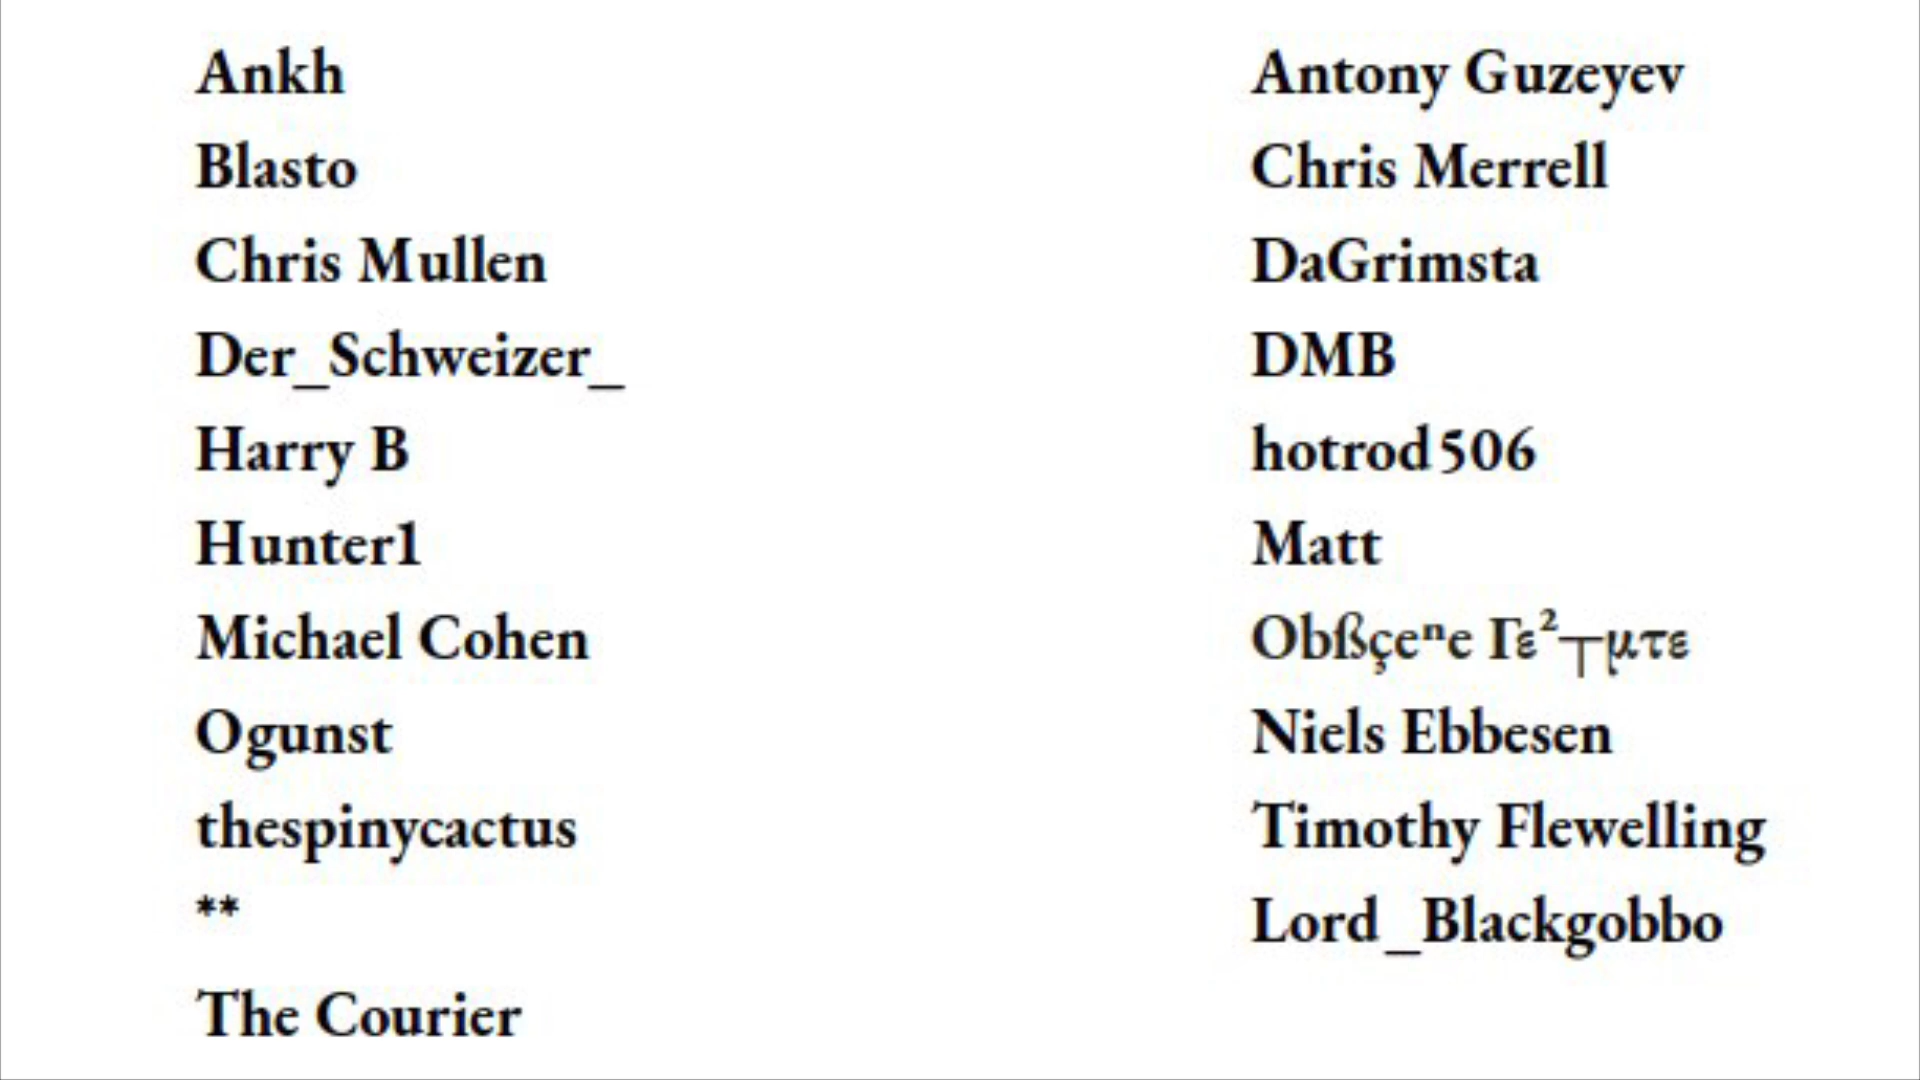 Ankh
Blasto
Chris Mullen
Der_Schweizer_
Harry B
Hunter1
Michael Cohen
Ogunst
thespinycactus
**
The Courier
Antony Guzeyev
Chris Merrell
DaGrimsta
DMB
hotrod506
Matt
Obßçeⁿe Γε²┬μτε
Niels Ebbesen
Timothy Flewelling
Lord_Blackgobbo